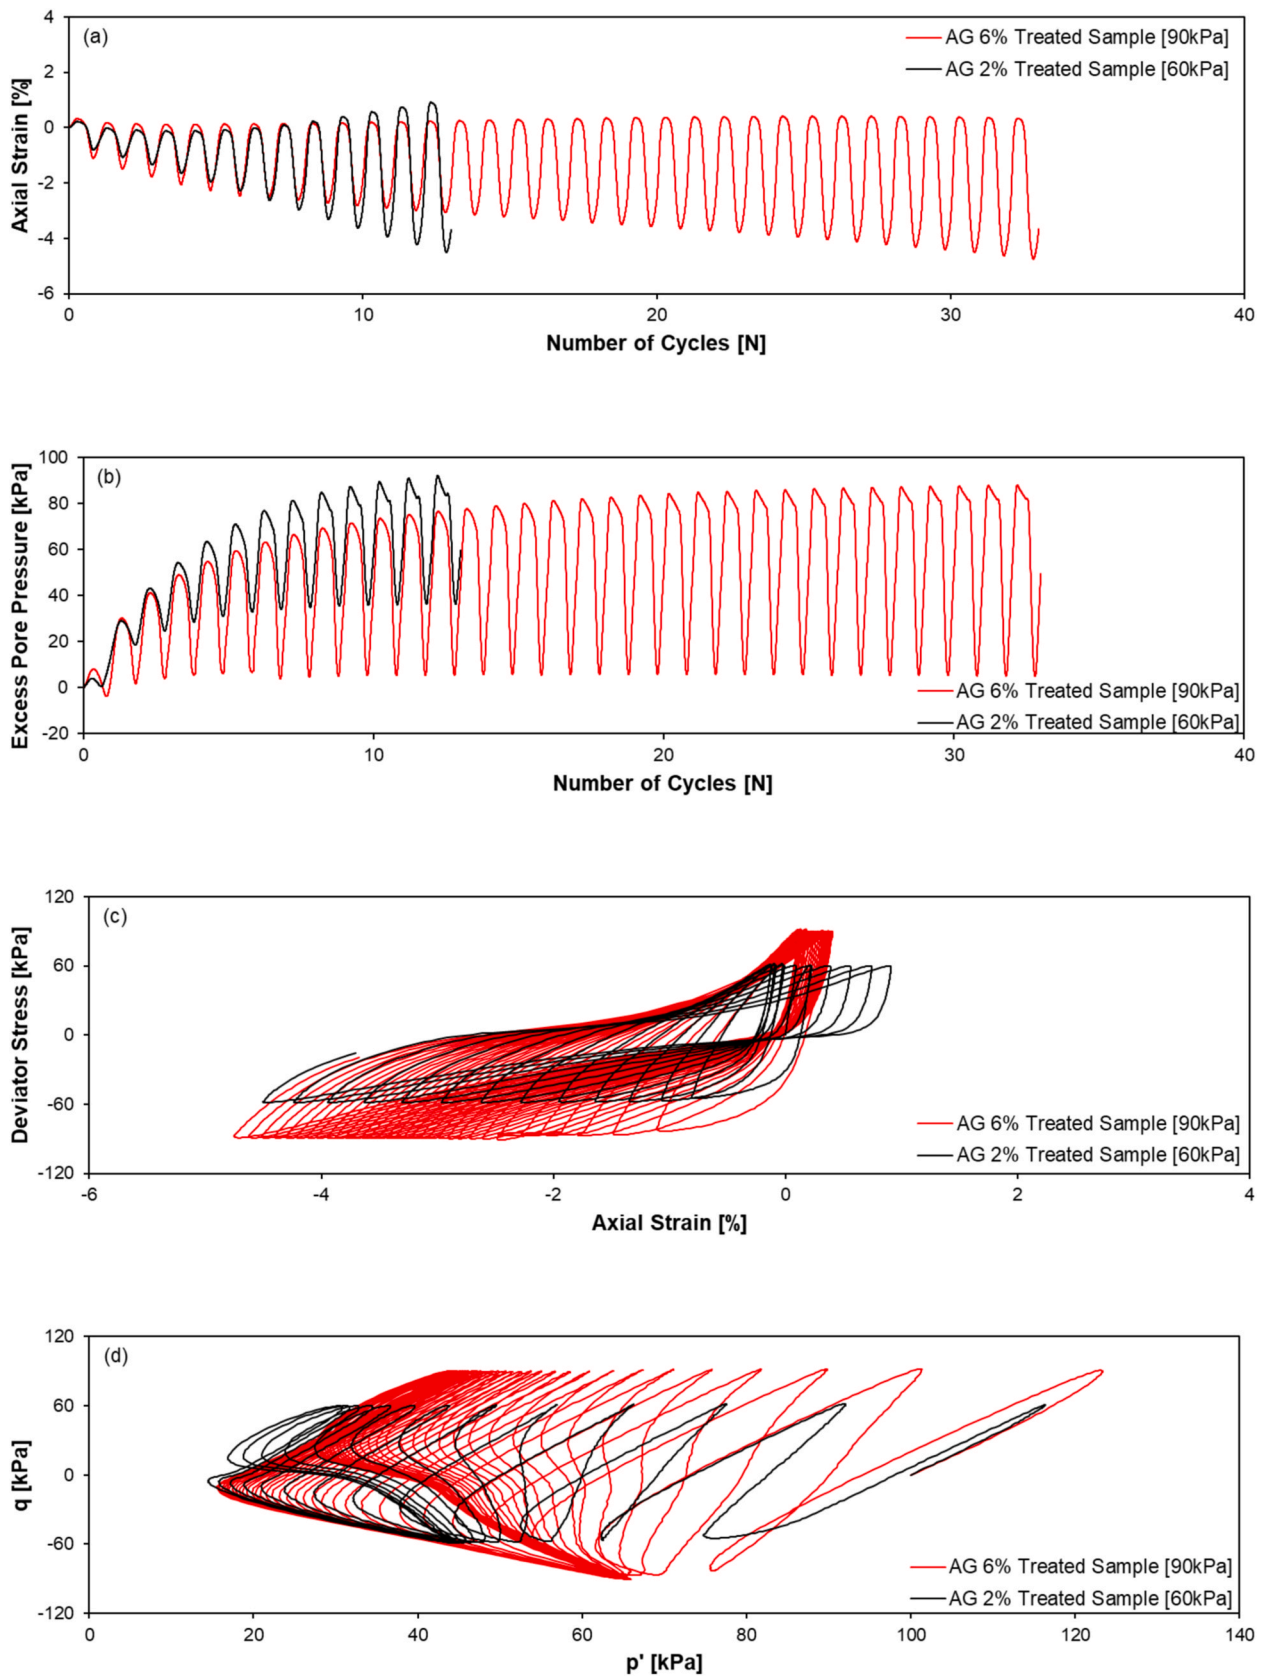 (a)
AG 6% Treated Sample [90kPa]
AG 2% Treated Sample [60kPa]
Axial Strain [%]
4
2
0
-2
-4
-6
0 10 20 30 40
Number of Cycles [N]
(b)
Excess Pore Pressure [kPa]
100
80
60
40
20
0
-20
AG 6% Treated Sample [90kPa]
AG 2% Treated Sample [60kPa]
0 10 20 30 40
Number of Cycles [N]
(c)
Deviator Stress [kPa]
120
60
0
-60
-120
AG 6% Treated Sample [90kPa]
AG 2% Treated Sample [60kPa]
-6 -4 -2 0 2 4
Axial Strain [%]
(d)
q [kPa]
120
60
0
-60
-120
AG 6% Treated Sample [90kPa]
AG 2% Treated Sample [60kPa]
0 20 40 60 80 100 120 140
p' [kPa]